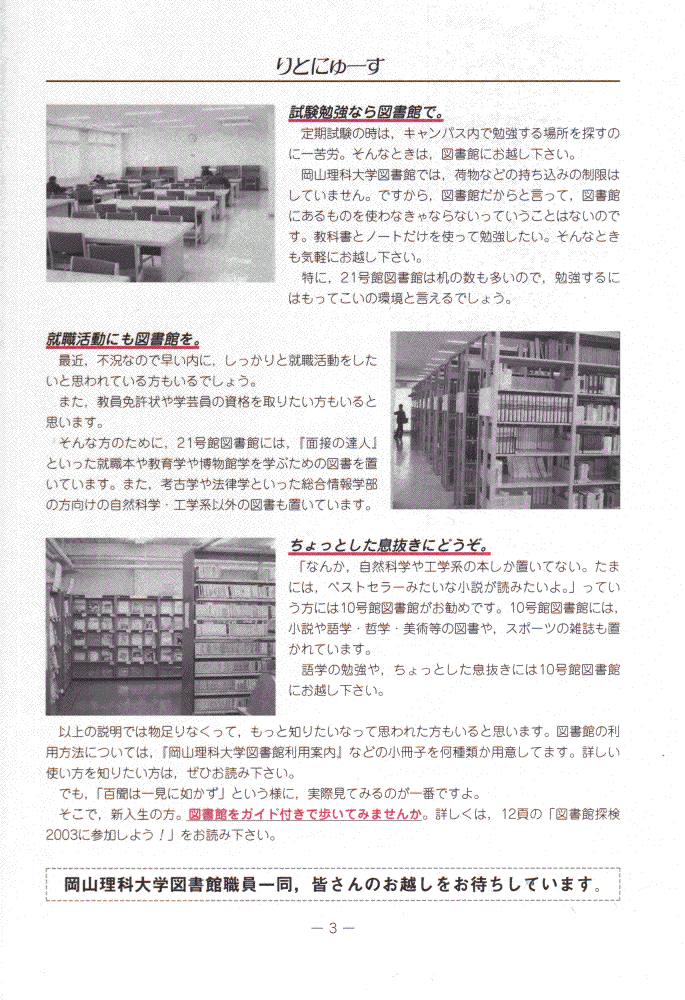 りとにゅーす
試験勉強なら図書館で。
定期試験の時は，キャンパス内で勉強する場所を探すの
に一苦労。そんなときは，図書館にお越し下さい。
岡山理科大学図書館では，荷物などの持ち込みの制限は
していません。ですから，図書館だからと言って，図書館
にあるものを使わなきゃならないっていうことはないので
す。教科書とノートだけを使って勉強したい。そんなとき
も気軽にお越し下さい。
特に，21号館図書館は机の数も多いので，勉強するに
はもってこいの環境と言えるでしょう。
就職活動にも図書館を。
最近，不況なので早い内に，しっかりと就職活動をした
いと思われている方もいるでしょう。
また，教員免許状や学芸員の資格を取りたい方もいると
思います。
そんな方のために，21号館図書館には，『面接の達人』
といった就職本や教育学や博物館学を学ぶための図書を置
いています。また，考古学や法律学といった総合情報学部
の方向けの自然科学・工学系以外の図書も置いています。
ちょっとした息抜きにどうぞ。
「なんか，自然科学や工学系の本しか置いてない。たま
には，ベストセラーみたいな小説が読みたいよ。」ってい
う方には10号館図書館がお勧めです。10号館図書館には，
小説や語学・哲学・美術等の図書や，スポーツの雑誌も置
かれています。
語学の勉強や，ちょっとした息抜きには10号館図書館
にお越し下さい。
以上の説明では物足りなくって，もっと知りたいなって思われた方もいると思います。図書館の利
用方法については，『岡山理科大学図書館利用案内』などの小冊子を何種類か用意してます。詳しい
使い方を知りたい方は，ぜひお読み下さい。
でも，「百聞は一見に如かず」という様に，実際見てみるのが一番ですよ。
そこで，新入生の方。図書館をガイド付きで歩いてみませんか。詳しくは，12頁の「図書館探検
2003に参加しよう！」をお読み下さい。
岡山理科大学図書館職員一同，皆さんのお越しをお待ちしています。
― 3 ―